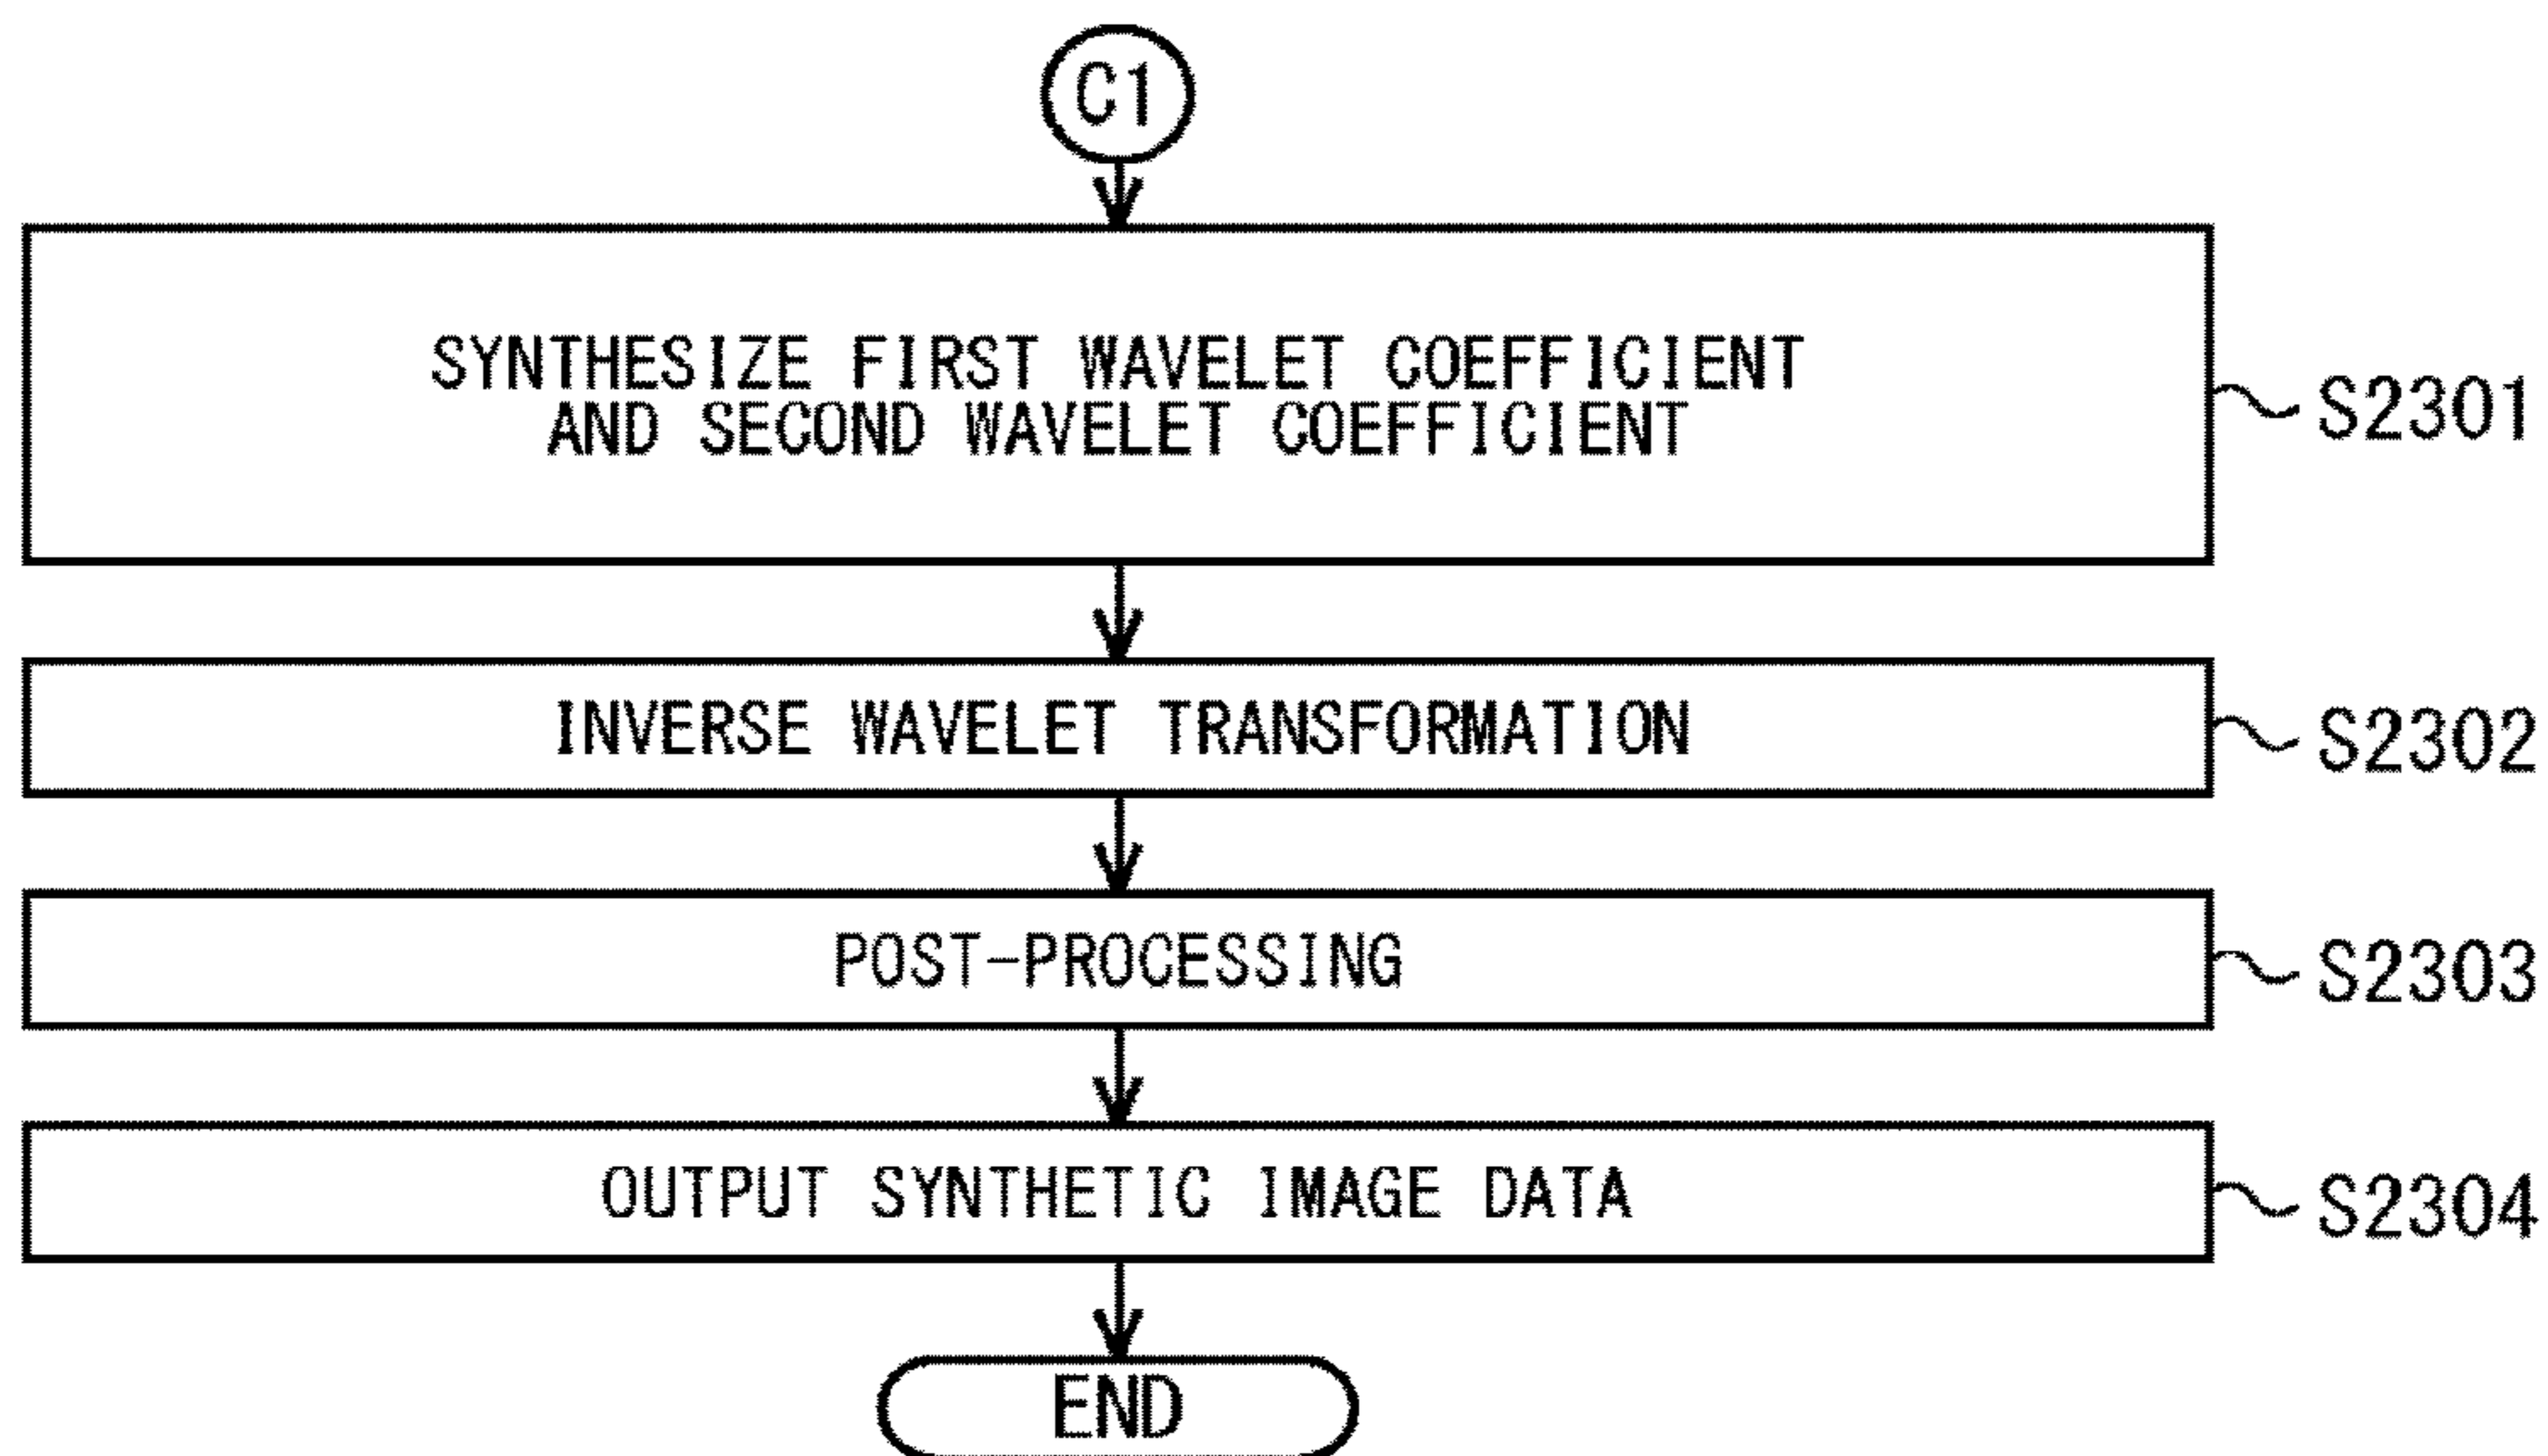 C1
SYNTHESIZE FIRST WAVELET COEFFICIENT
AND SECOND WAVELET COEFFICIENT
S2301
INVERSE WAVELET TRANSFORMATION
S2302
POST-PROCESSING
S2303
OUTPUT SYNTHETIC IMAGE DATA
S2304
END